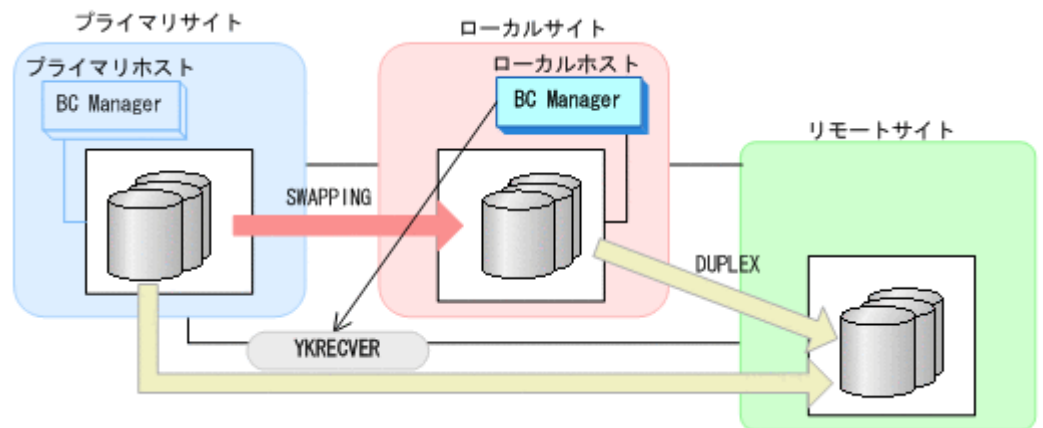 プライマリサイト
ローカルサイト
プライマリホスト
ローカルホスト
BC Manager
BC Manager
リモートサイト
SWAPPING
DUPLEX
YKRECVER